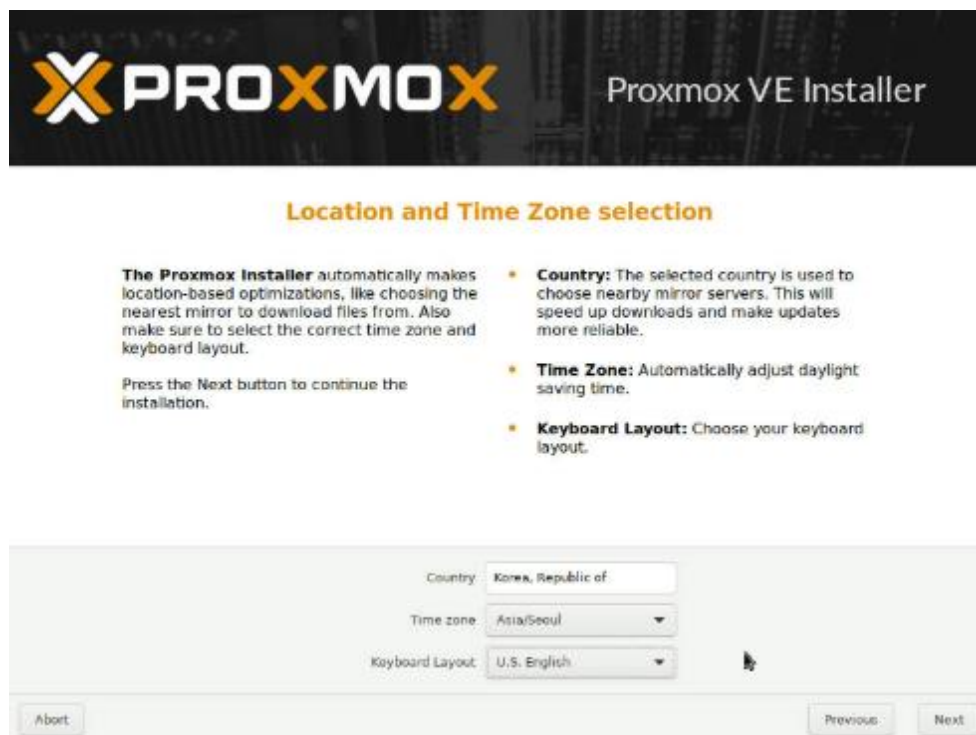 PROXMOX
Proxmox VE Installer
Location and Time Zone selection
The Proxmox Installer automatically makes
location-based optimizations, like choosing the
nearest mirror to download files from. Also
make sure to select the correct time zone and
keyboard layout.
Press the Next button to continue the
installation.
Country: The selected country is used to
choose nearby mirror servers. This will
speed up downloads and make updates
more reliable.
Time Zone: Automatically adjust daylight
saving time.
Keyboard Layout: Choose your keyboard
layout.
Country Korea, Republic of
Time zone Asia/Seoul
Keyboard Layout U.S. English
Abort Previous Next